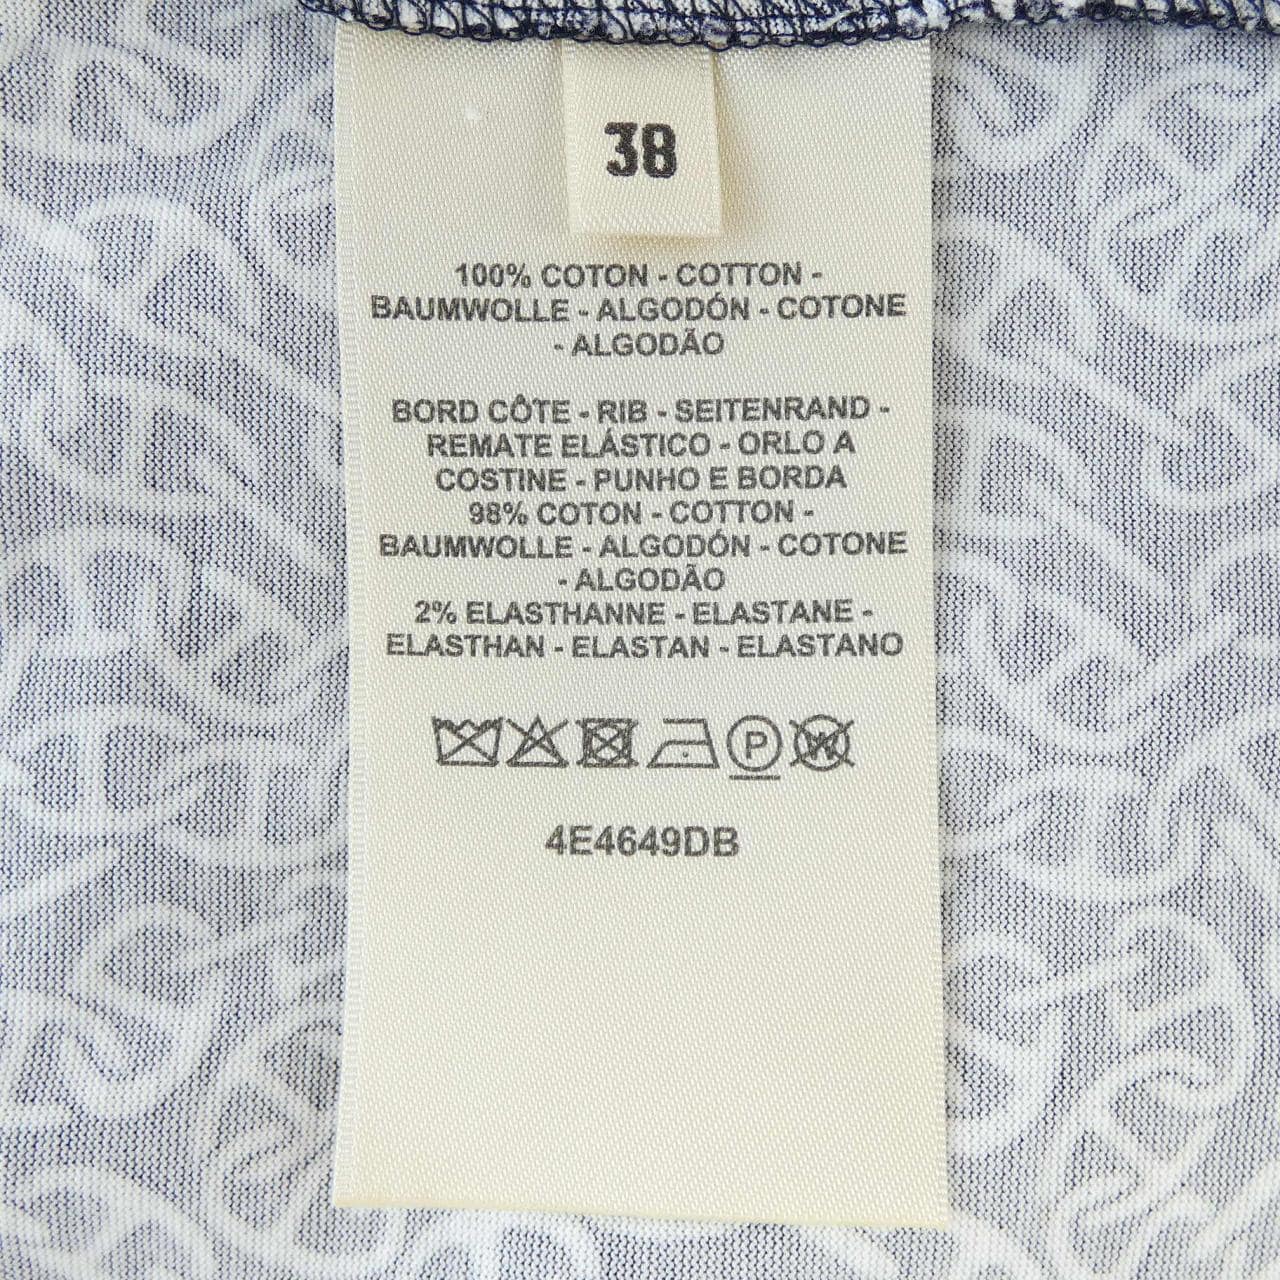 38
100% COTON - COTTON -
BAUMWOLLE - ALGODÓN - COTONE
- ALGODÃO
BORD CÔTE - RIB - SEITENRAND -
REMATE ELÁSTICO - ORLO A
COSTINE - PUNHO E BORDA
98% COTON - COTTON -
BAUMWOLLE - ALGODÓN - COTONE
- ALGODÃO
2% ELASTHANNE - ELASTANE -
ELASTHAN - ELASTAN - ELASTANO
P W
4E4649DB